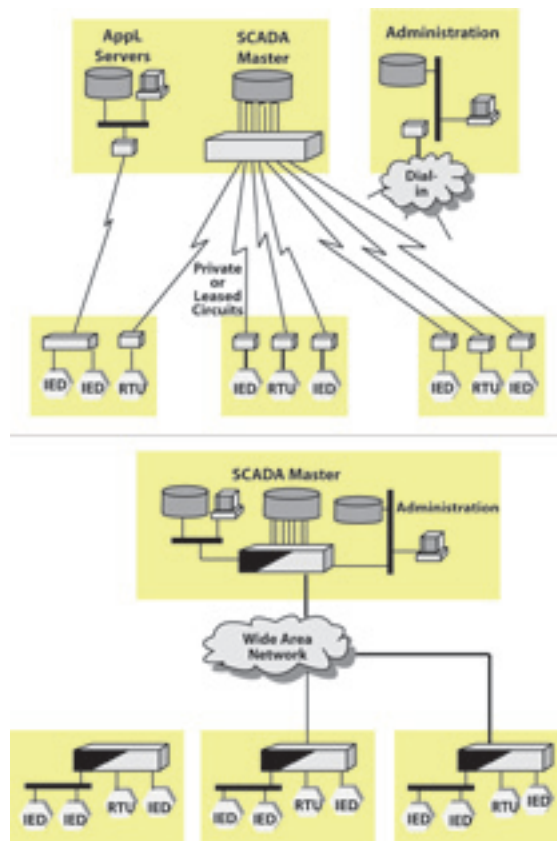 Appl.
Servers
SCADA
Master
Administration
Dial-
in
Private
or
Leased
Circuits
IED
IED
RTU
IED
RTU
IED
IED
RTU
IED
SCADA Master
Administration
Wide Area
Network
IED
IED
RTU
IED
IED
IED
RTU
IED
IED
IED
RTU
IED